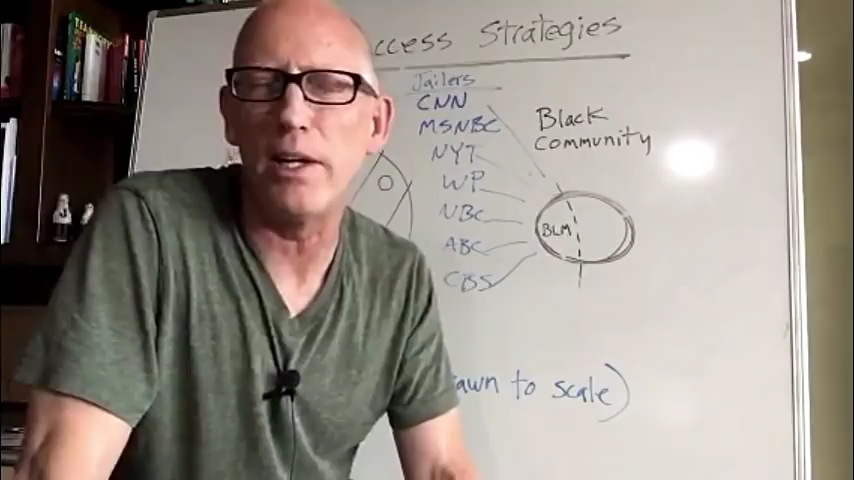 ccess Strategies
Jailers
CNN
MSNBC
NYT
WP
NBC
ABC
CBS
Black
Community
BLM
awn to scale)